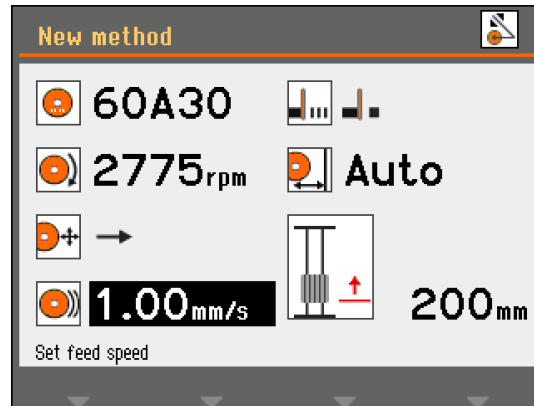 New method
60A30
2775rpm
Auto
1.00mm/s
200mm
Set feed speed